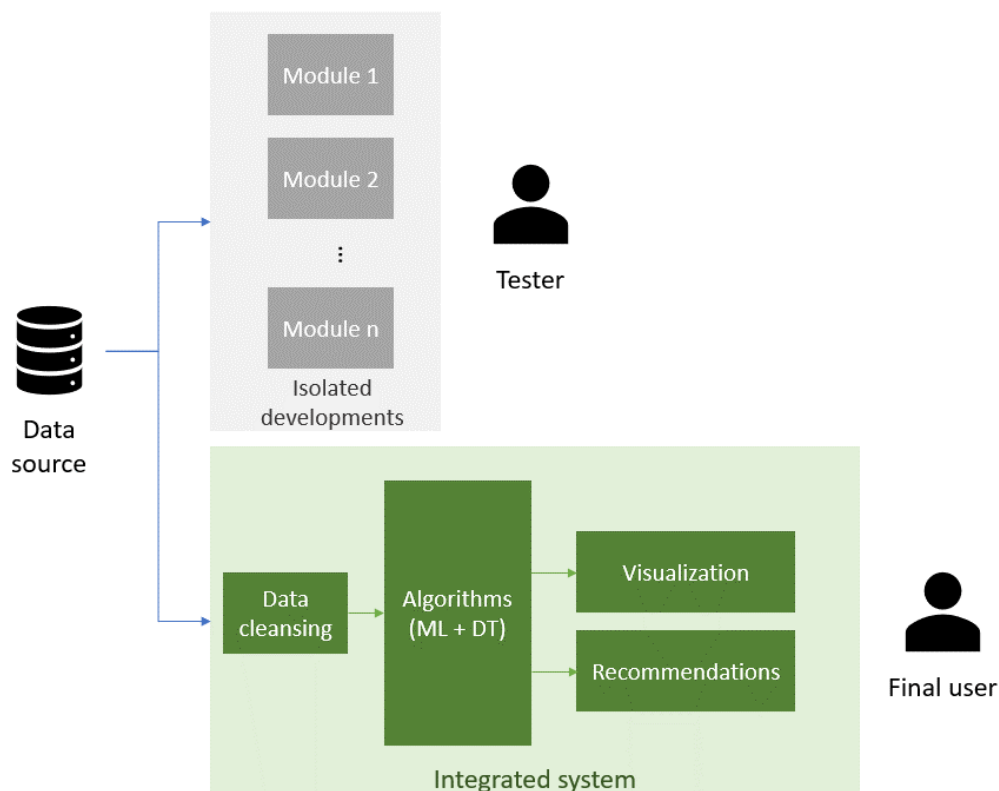 Module 1
Module 2
...
Module n
Isolated
developments
Tester
Data
source
Data
cleansing
Algorithms
(ML + DT)
Visualization
Recommendations
Integrated system
Final user